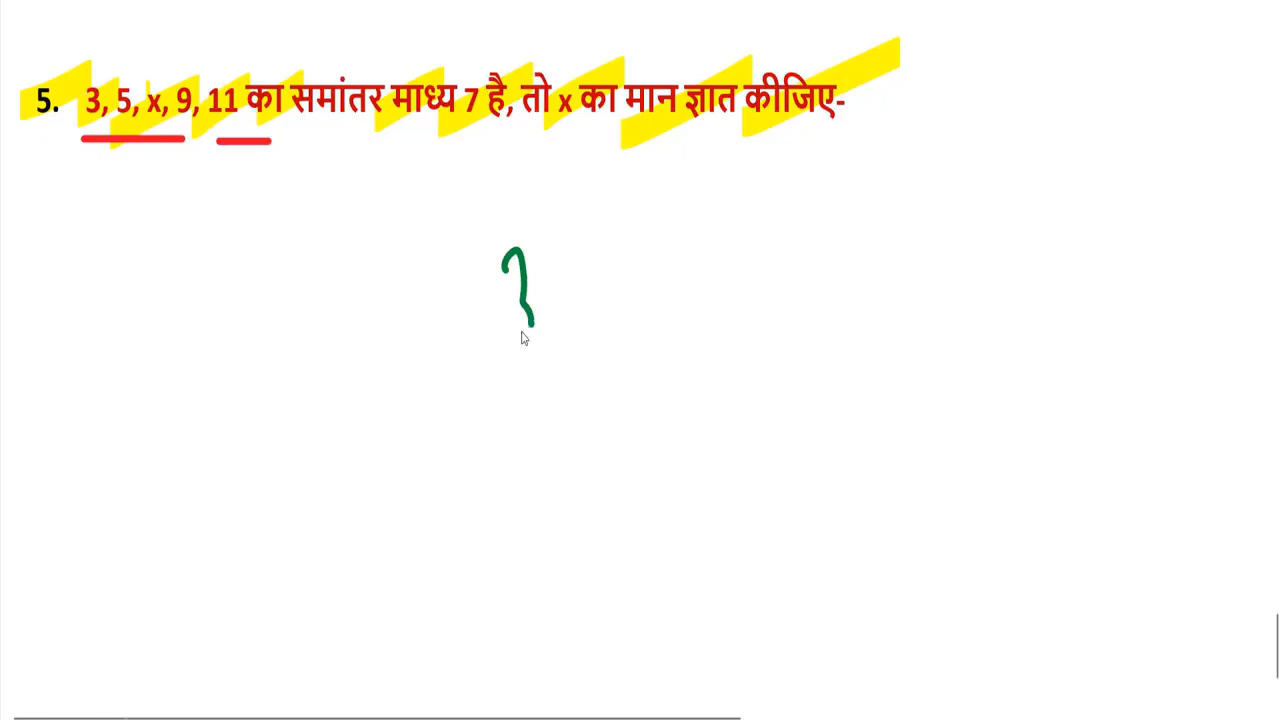 5. 3, 5, x, 9, 11 का समांतर माध्य 7 है, तो x का मान ज्ञात कीजिए-